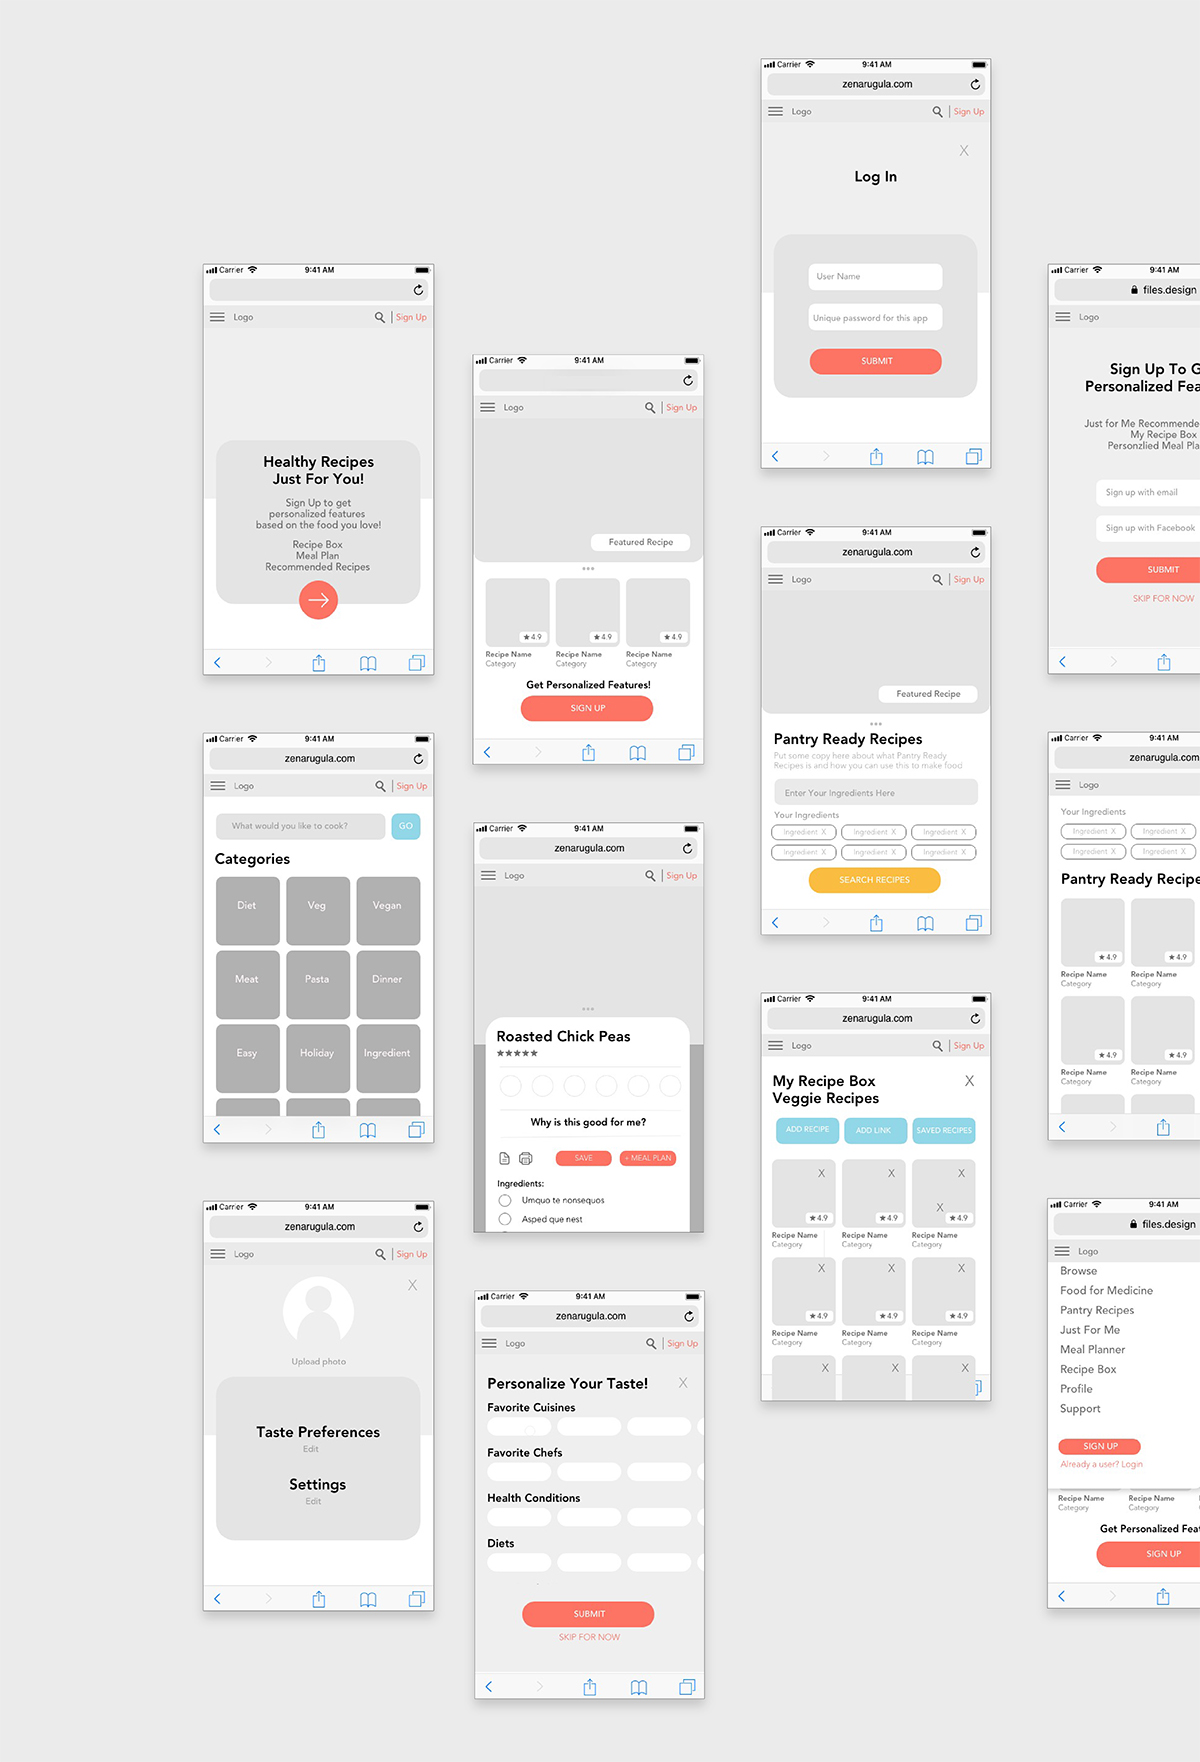 Carrier
9:41 AM
Logo
Sign Up
Healthy Recipes
Just For You!
Sign Up to get
personalized features
based on the food you love!
Recipe Box
Meal Plan
Recommended Recipes
Carrier
9:41 AM
zenarugula.com
Logo
Sign Up
What would you like to cook?
GO
Categories
Diet
Veg
Vegan
Meat
Pasta
Dinner
Easy
Holiday
Ingredient
Carrier
9:41 AM
zenarugula.com
Logo
Sign Up
X
Upload photo
Taste Preferences
Edit
Settings
Edit
Carrier
9:41 AM
Logo
Sign Up
Featured Recipe
4.9
4.9
4.9
Recipe Name
Recipe Name
Recipe Name
Category
Category
Category
Get Personalized Features!
SIGN UP
Carrier
9:41 AM
zenarugula.com
Logo
Sign Up
Roasted Chick Peas
Why is this good for me?
SAVE
+ MEAL PLAN
Ingredients:
Umquo te nonsequos
Asped que nest
Carrier
9:41 AM
zenarugula.com
Logo
Sign Up
Personalize Your Taste!
X
Favorite Cuisines
Favorite Chefs
Health Conditions
Diets
SUBMIT
SKIP FOR NOW
Carrier
9:41 AM
zenarugula.com
Logo
Sign Up
X
Log In
User Name
Unique password for this app
SUBMIT
Carrier
9:41 AM
zenarugula.com
Logo
Sign Up
Featured Recipe
Pantry Ready Recipes
Put some copy here about what Pantry Ready
Recipes is and how you can use this to make food
Enter Your Ingredients Here
Your Ingredients
Ingredient X
Ingredient X
Ingredient X
Ingredient X
Ingredient X
Ingredient X
SEARCH RECIPES
Carrier
9:41 AM
zenarugula.com
Logo
Sign Up
My Recipe Box
Veggie Recipes
X
ADD RECIPE
ADD LINK
SAVED RECIPES
X
X
X
X
4.9
4.9
4.9
Recipe Name
Recipe Name
Recipe Name
Category
Category
Category
X
X
X
4.9
4.9
4.9
Recipe Name
Recipe Name
Recipe Name
Category
Category
Category
X
X
X
Carrier
9:41 AM
files.design
Logo
Sign Up To G
Personalized Fea
Just for Me Recommende
My Recipe Box
Personzlied Meal Pla
Sign up with email
Sign up with Facebook
SUBMIT
SKIP FOR NOW
Carrier
9:41 AM
zenarugula.com
Logo
Your Ingredients
Ingredient X
Ingredient X
Ingredient X
Ingredient X
Pantry Ready Recipe
4.9
4.9
Recipe Name
Recipe Name
Category
Category
4.9
4.9
Recipe Name
Recipe Name
Category
Category
Carrier
9:41 AM
files.design
Logo
Browse
Food for Medicine
Pantry Recipes
Just For Me
Meal Planner
Recipe Box
Profile
Support
SIGN UP
Already a user? Login
Recipe Name
Recipe Name
Category
Category
Get Personalized Feat
SIGN UP